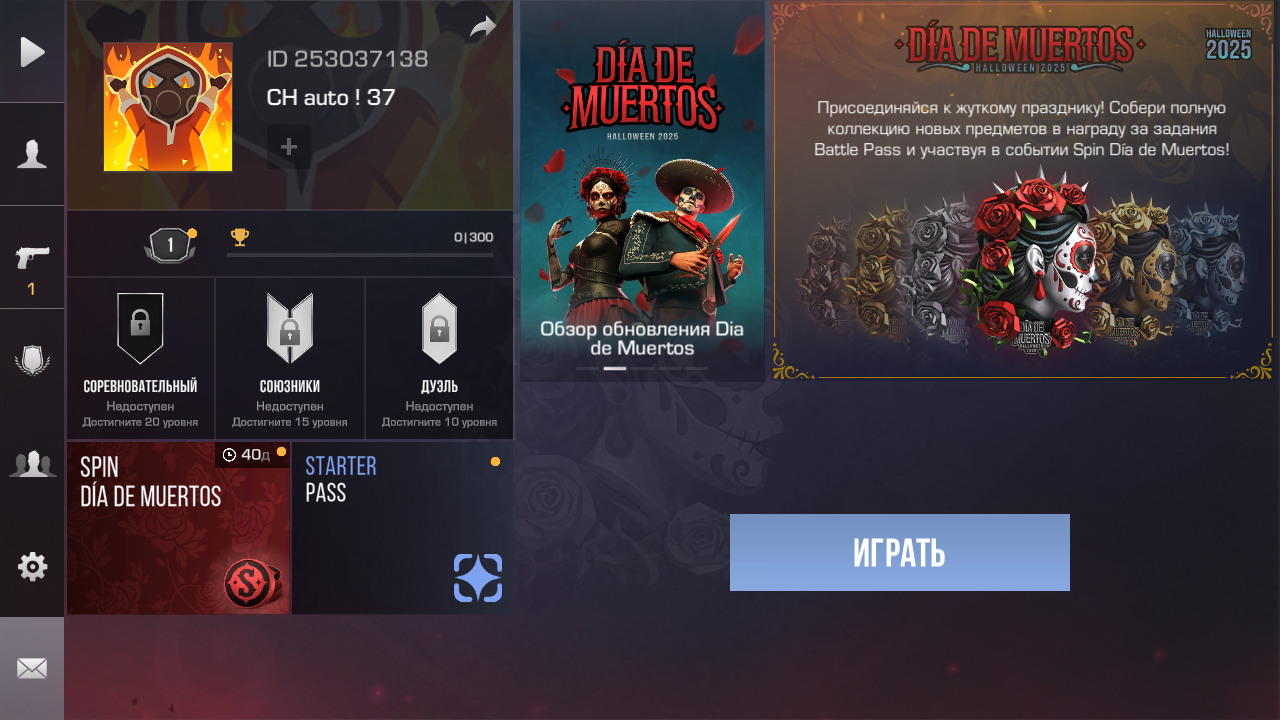 ID 253037138
CH auto ! 37
1
0|300
СОРЕВНОВАТЕЛЬНЫЙ
Недоступен
Достигните 20 уровня
СОЮЗНИКИ
Недоступен
Достигните 15 уровня
ДУЭЛЬ
Недоступен
Достигните 10 уровня
1
SPIN
DÍA DE MUERTOS
40д
STARTER
PASS
DÍA DE
MUERTOS
HALLOWEEN 2025
Обзор обновления Dia
de Muertos
DÍA DE MUERTOS
HALLOWEEN 2025
HALLOWEEN
2025
Присоединяйся к жуткому празднику! Собери полную
коллекцию новых предметов в награду за задания
Battle Pass и участвуя в событии Spin Día de Muertos!
ИГРАТЬ